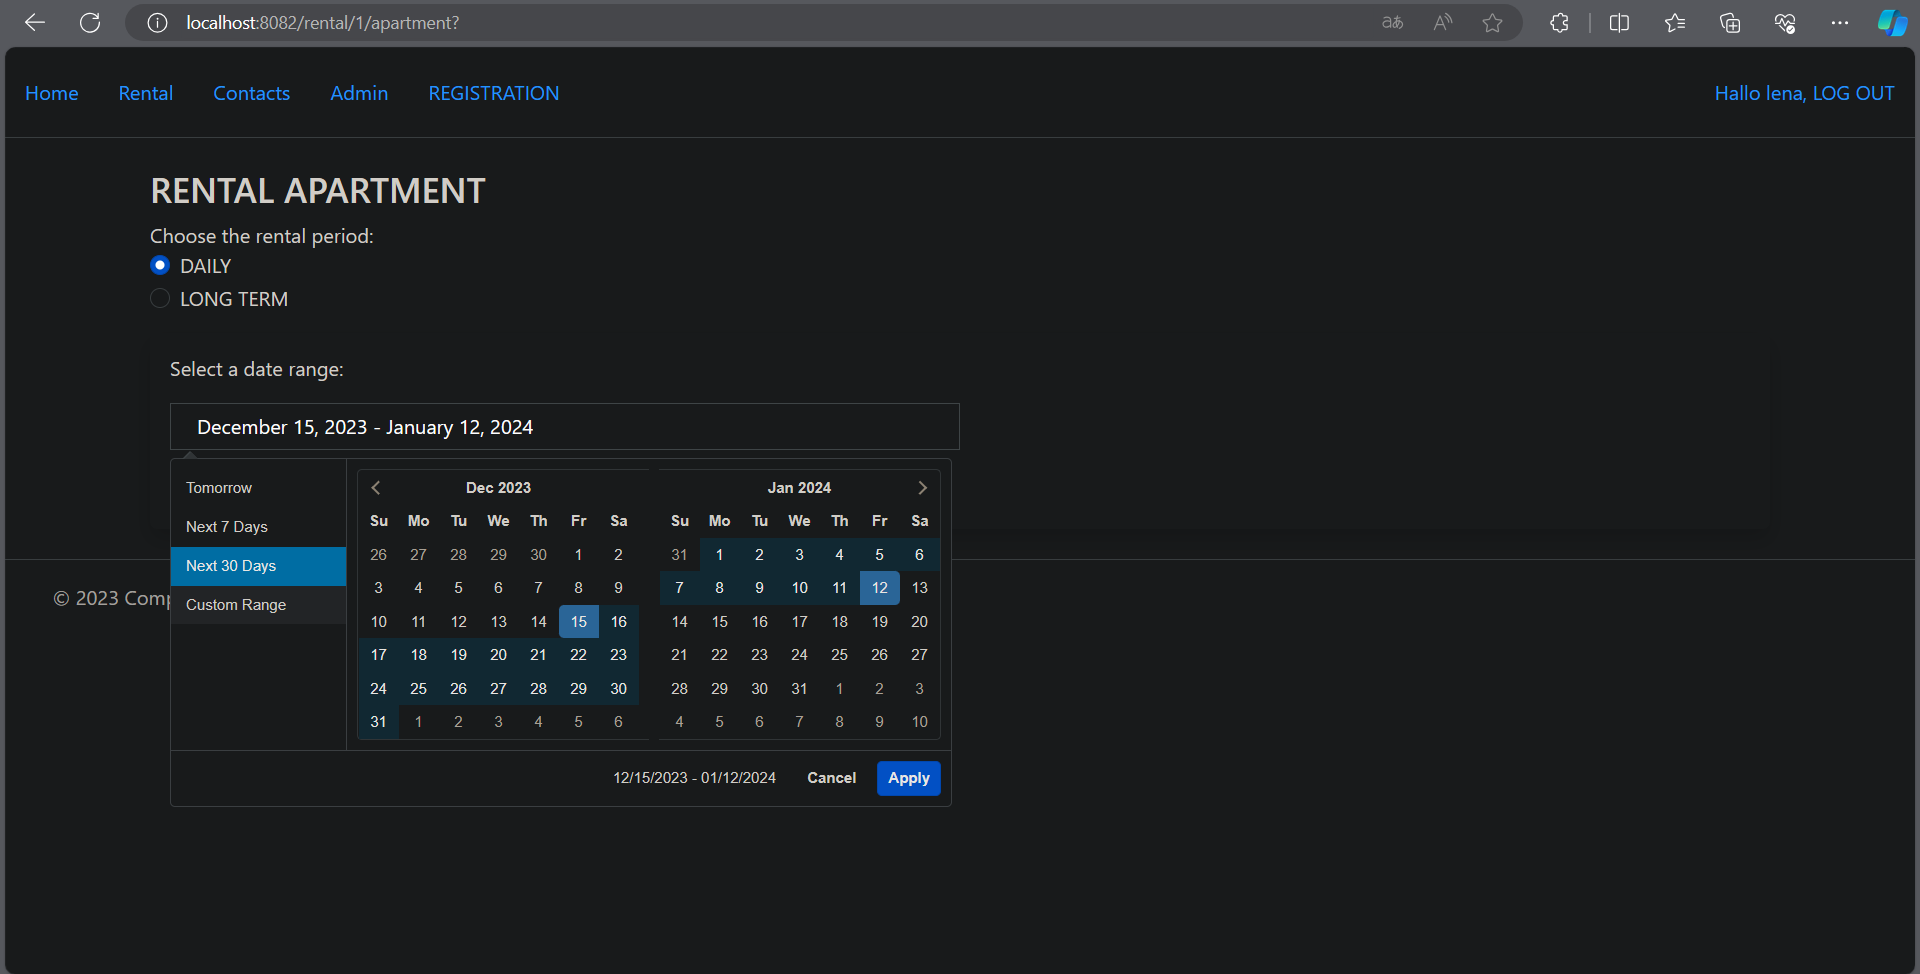 localhost:8082/rental/1/apartment?
Home Rental Contacts Admin REGISTRATION Hallo lena, LOG OUT
RENTAL APARTMENT
Choose the rental period:
DAILY
LONG TERM
Select a date range:
December 15, 2023 - January 12, 2024
Tomorrow
Next 7 Days
Next 30 Days
Custom Range
Dec 2023
Su Mo Tu We Th Fr Sa
26 27 28 29 30 1 2
3 4 5 6 7 8 9
10 11 12 13 14 15 16
17 18 19 20 21 22 23
24 25 26 27 28 29 30
31 1 2 3 4 5 6
Jan 2024
Su Mo Tu We Th Fr Sa
31 1 2 3 4 5 6
7 8 9 10 11 12 13
14 15 16 17 18 19 20
21 22 23 24 25 26 27
28 29 30 31 1 2 3
4 5 6 7 8 9 10
12/15/2023 - 01/12/2024 Cancel Apply
© 2023